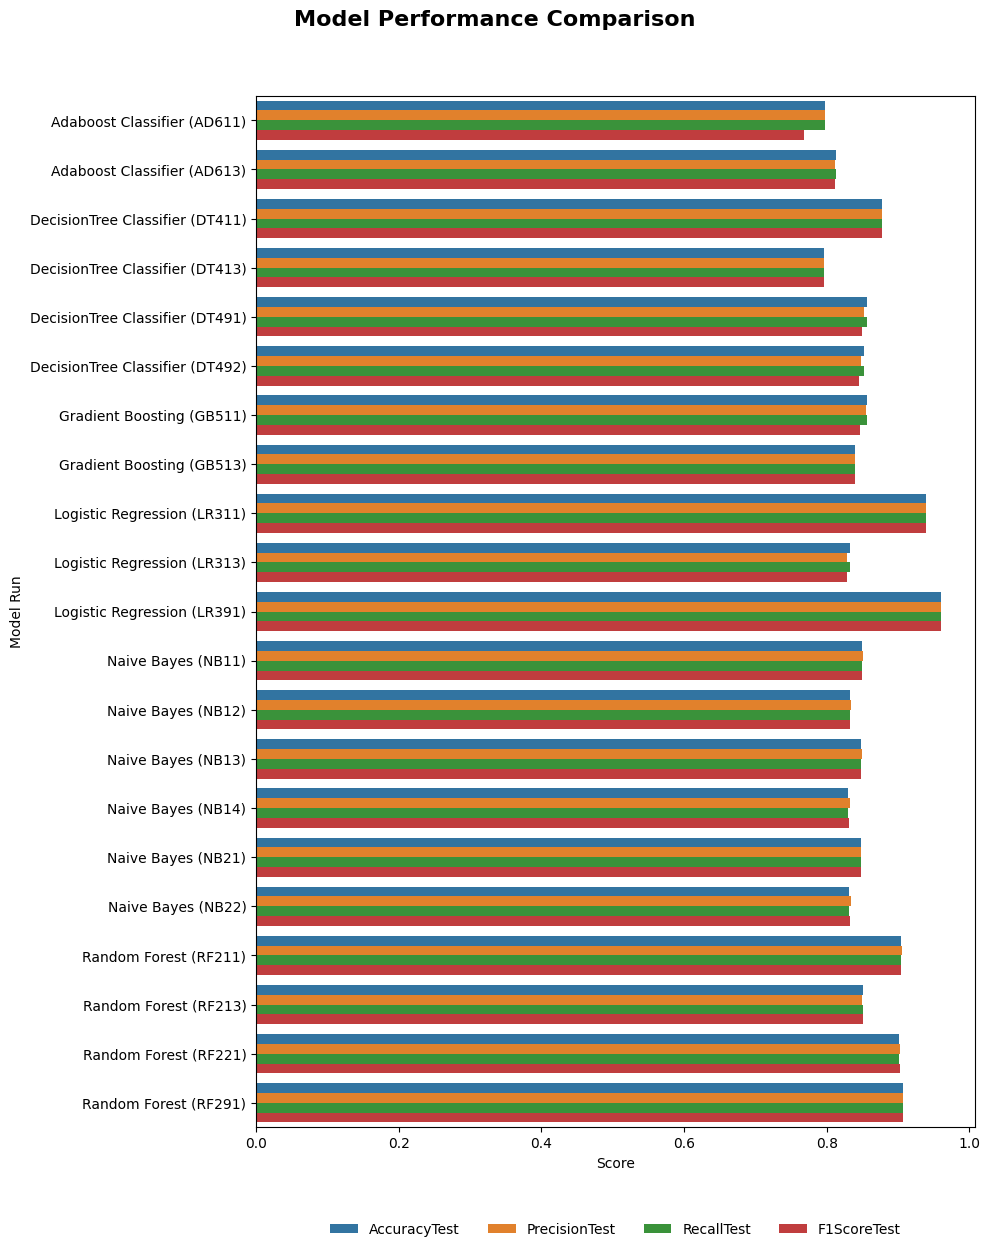 Model Performance Comparison
Adaboost Classifier (AD611)
Adaboost Classifier (AD613)
DecisionTree Classifier (DT411)
DecisionTree Classifier (DT413)
DecisionTree Classifier (DT491)
DecisionTree Classifier (DT492)
Gradient Boosting (GB511)
Gradient Boosting (GB513)
Logistic Regression (LR311)
Logistic Regression (LR313)
Logistic Regression (LR391)
Naive Bayes (NB11)
Naive Bayes (NB12)
Naive Bayes (NB13)
Naive Bayes (NB14)
Naive Bayes (NB21)
Naive Bayes (NB22)
Random Forest (RF211)
Random Forest (RF213)
Random Forest (RF221)
Random Forest (RF291)
Model Run
0.0 0.2 0.4 0.6 0.8 1.0
Score
AccuracyTest PrecisionTest RecallTest F1ScoreTest